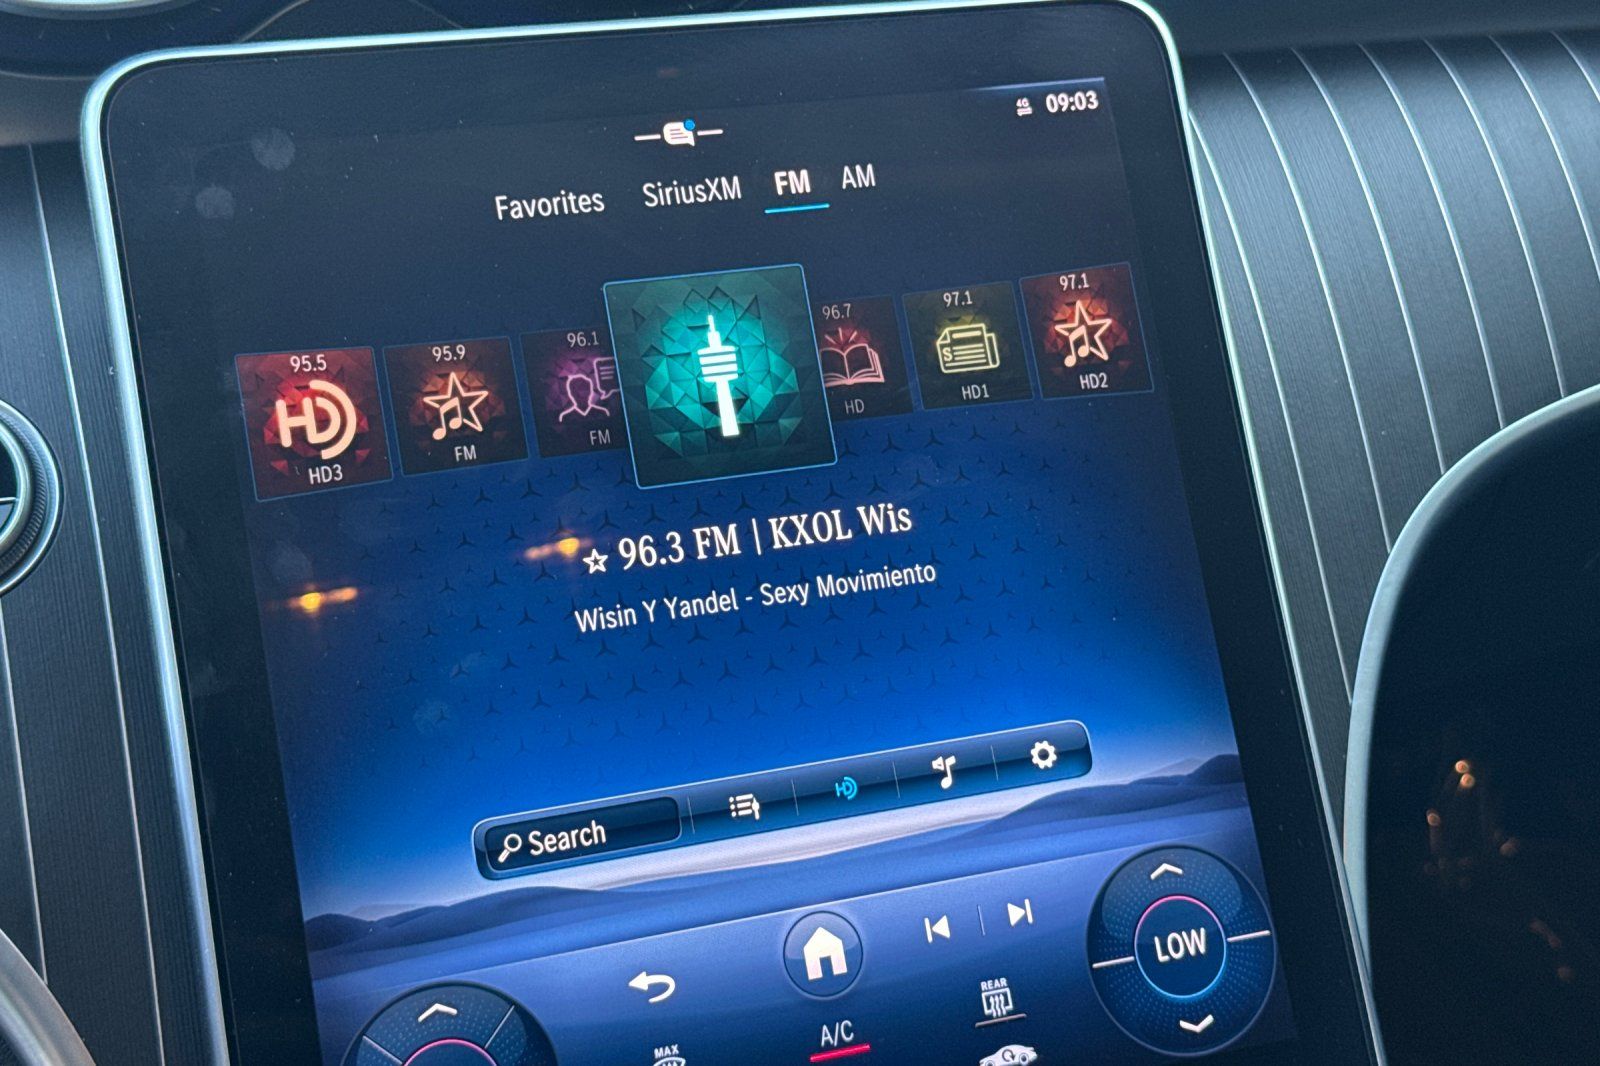 4G 09:03
Favorites SiriusXM FM AM
95.5 95.9 96.1 96.7 97.1 97.1
HD
S
HD3 FM FM HD HD1 HD2
☆ 96.3 FM | KXOL Wis
Wisin Y Yandel - Sexy Movimiento
Search HD
LOW
REAR
MAX A/C